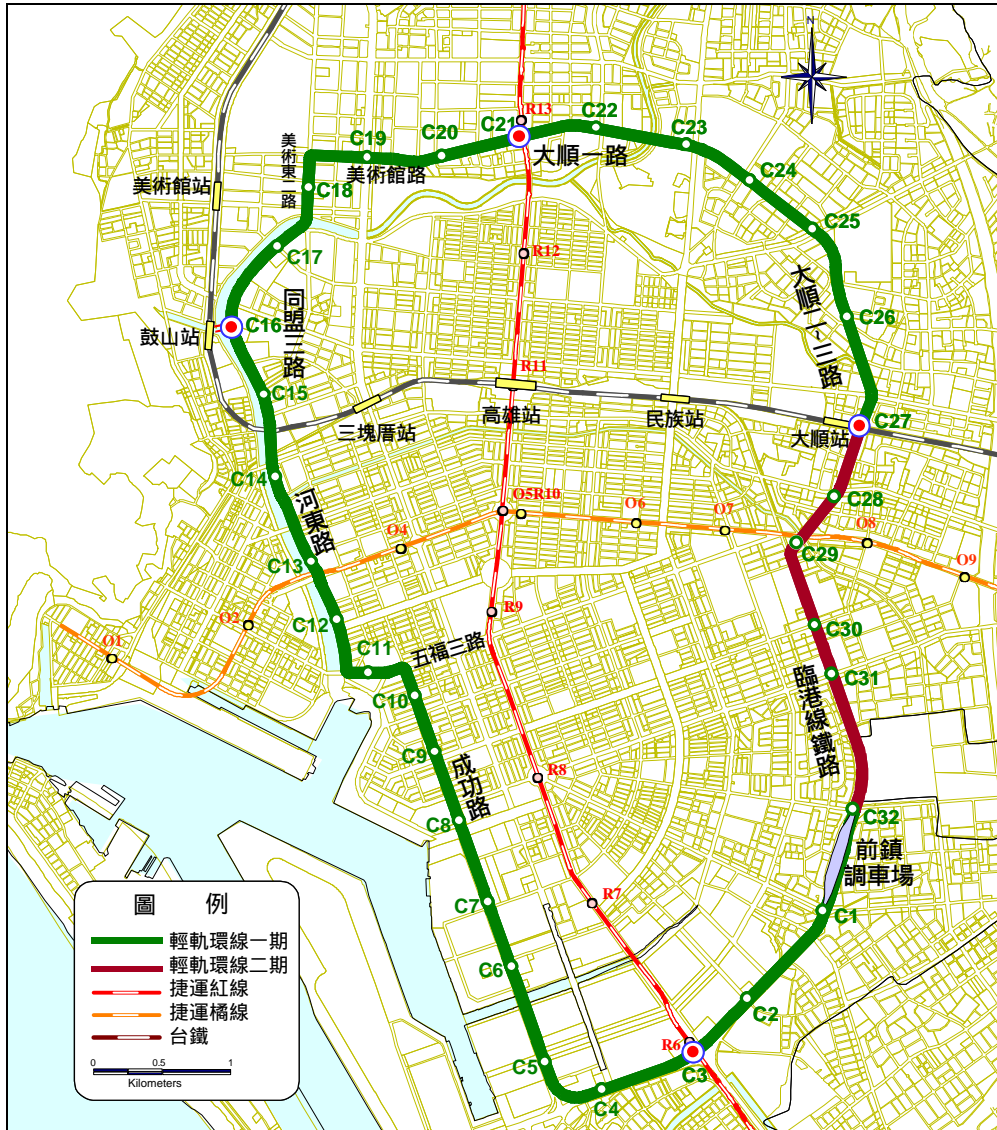 N
R13
C22
C21
C23
C20
C19
大順一路
美術館路
美術東二路
C24
美術館站
C18
C25
C17
R12
大順二~三路
同盟三路
C16
C26
鼓山站
R11
C15
高雄站
民族站
C27
三塊厝站
大順站
C14
C28
河東路
O5R10
O6
O7
O8
O4
C29
C13
O9
R9
C12
O2
C30
五福三路
O1
C11
C31
C10
臨港線鐵路
C9
成功路
R8
C8
C32
前鎮
調車場
R7
C7
C1
圖 例
輕軌環線一期
輕軌環線二期
捷運紅線
捷運橘線
台鐵
0 0.5 1
Kilometers
C6
C2
R6
C5
C3
C4